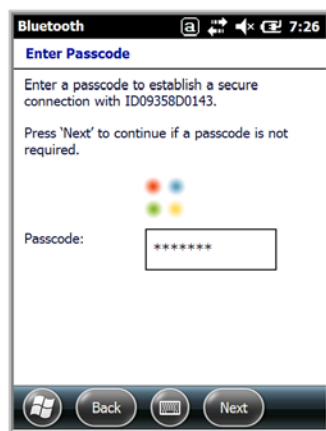 Bluetooth a 7:26
Enter Passcode
Enter a passcode to establish a secure
connection with ID09358D0143.
Press `Next' to continue if a passcode is not
required.
Passcode: *******
Back Next